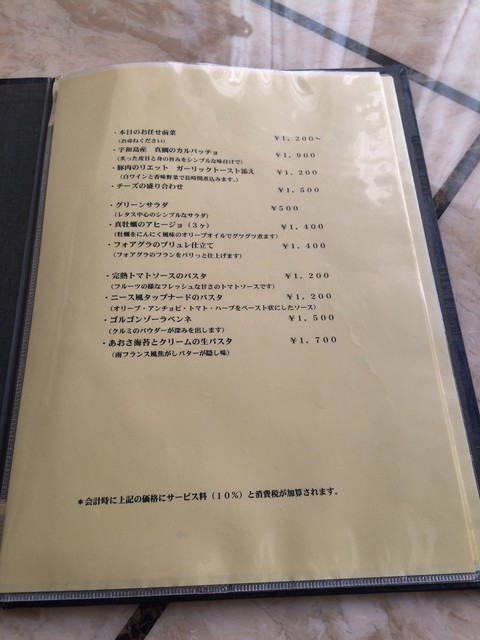 ・本日のお任せ前菜 ¥1,200~
(お尋ねください)
・宇和島産 真鯛のカルパッチョ ¥1,900
(炙った皮目と身の旨みをシンプルな味付けで)
・豚肉のリエット ガーリックトースト添え ¥1,200
(白ワインと香味野菜で長時間煮込みます。)
・チーズの盛り合わせ ¥1,500
・グリーンサラダ ¥500
(レタス中心のシンプルなサラダ)
・真牡蠣のアヒージョ(3ヶ) ¥1,400
(牡蠣をにんにく風味のオリーブオイルでグツグツ煮ます)
・フォアグラのブリュレ仕立て ¥1,400
(フォアグラのフランをパリっと仕上げます)
・完熟トマトソースのパスタ ¥1,200
(フルーツの様なフレッシュな甘さのトマトソースです)
・ニース風タップナードのパスタ ¥1,200
(オリーブ・アンチョビ・トマト・ハーブをペースト状にしたソース)
・ゴルゴンゾーラペンネ ¥1,500
(クルミのパウダーが深みを出します)
・あおさ海苔とクリームの生パスタ ¥1,700
(南フランス風焦がしバターが隠し味)
*会計時に上記の価格にサービス料(10%)と消費税が加算されます。